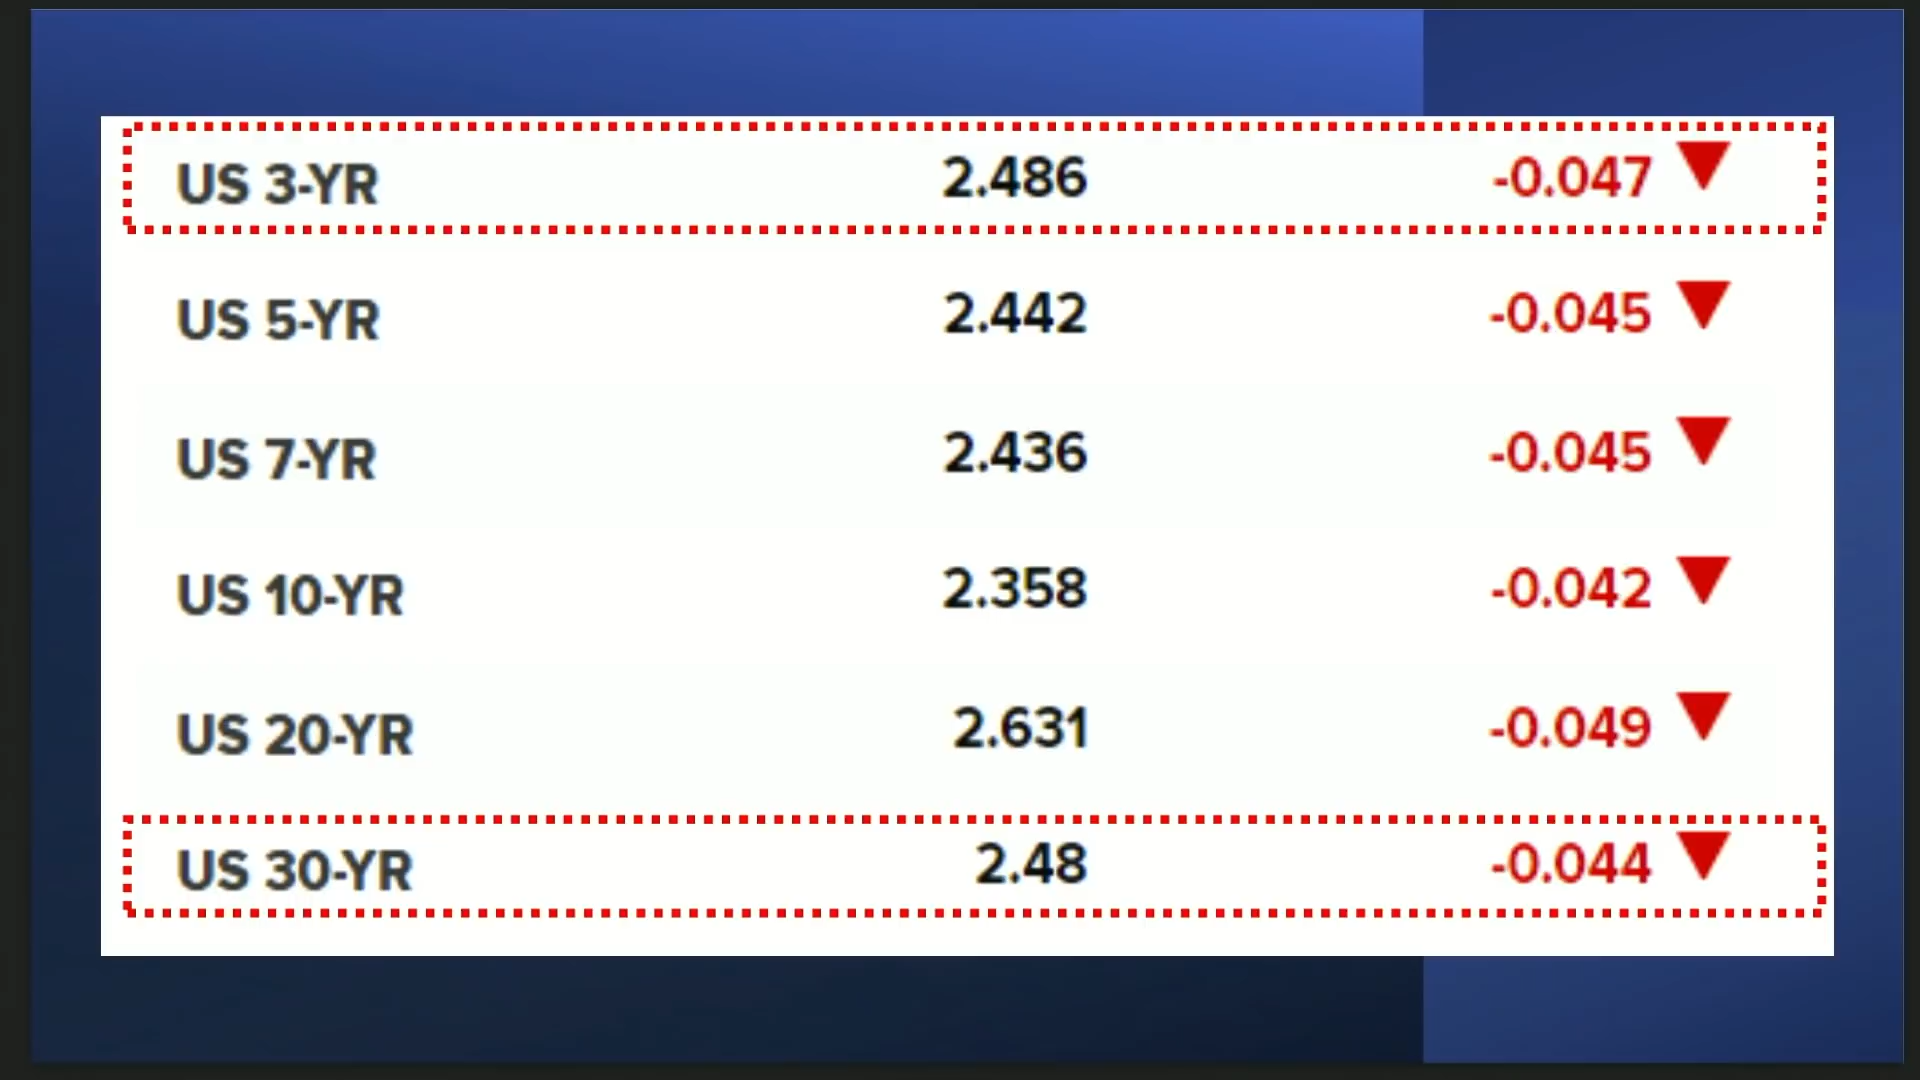 US 3-YR 2.486 -0.047 ▼
US 5-YR 2.442 -0.045 ▼
US 7-YR 2.436 -0.045 ▼
US 10-YR 2.358 -0.042 ▼
US 20-YR 2.631 -0.049 ▼
US 30-YR 2.48 -0.044 ▼